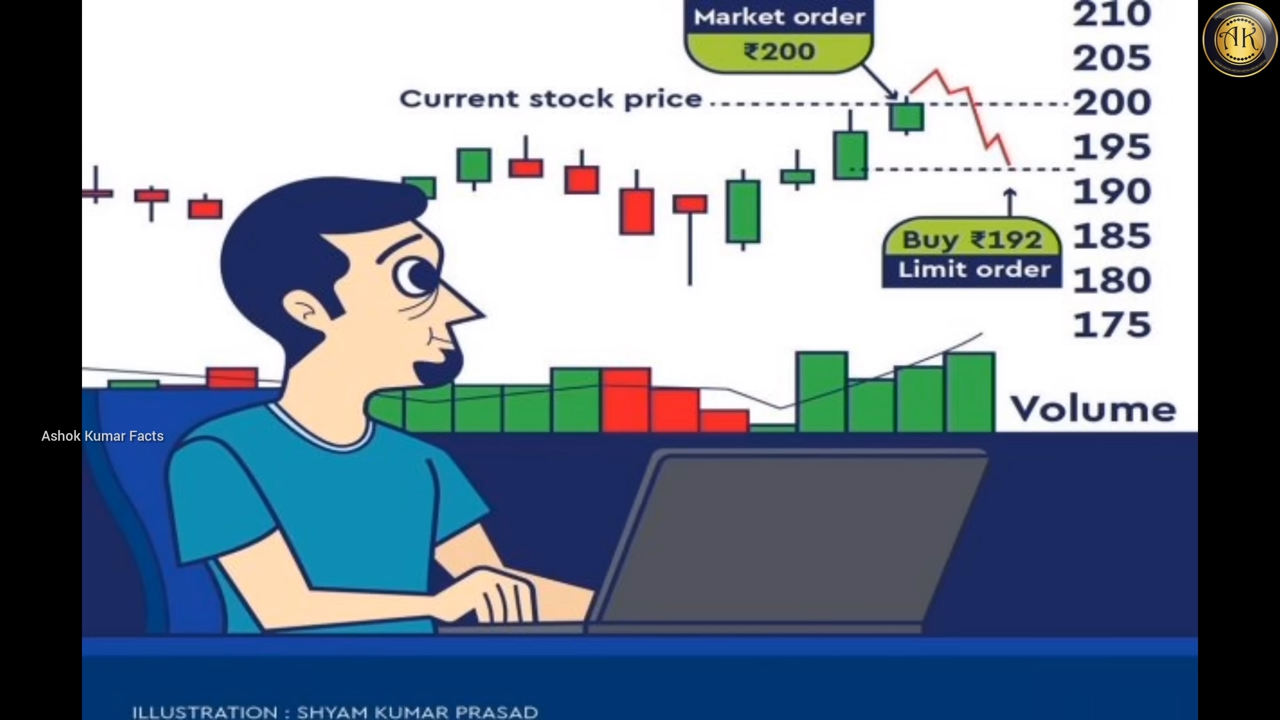 Market order
₹200
Current stock price
210
205
200
195
190
185
180
175
Buy ₹192
Limit order
Volume
Ashok Kumar Facts
ILLUSTRATION : SHYAM KUMAR PRASAD
AK